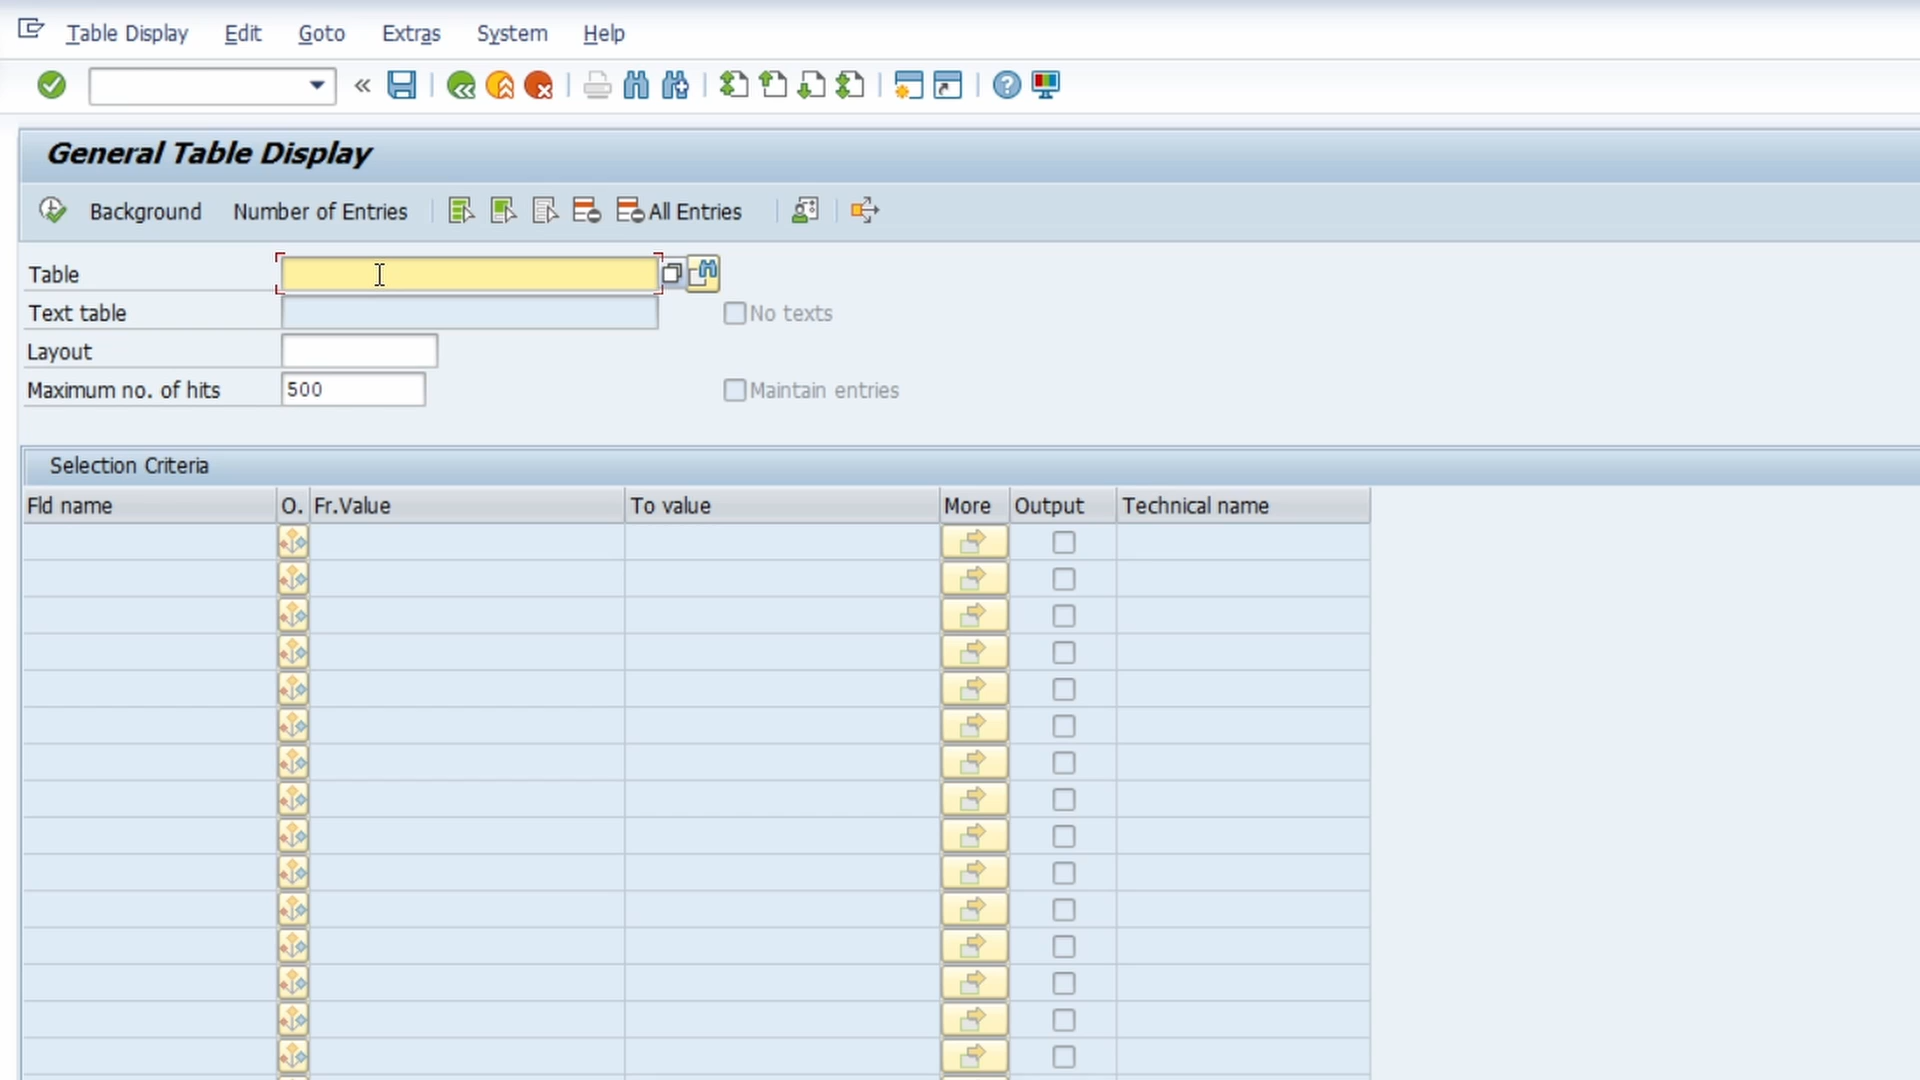 Table Display Edit Goto Extras System Help
General Table Display
Background Number of Entries All Entries
Table
Text table No texts
Layout
Maximum no. of hits 500 Maintain entries
Selection Criteria
Fld name O. Fr.Value To value More Output Technical name